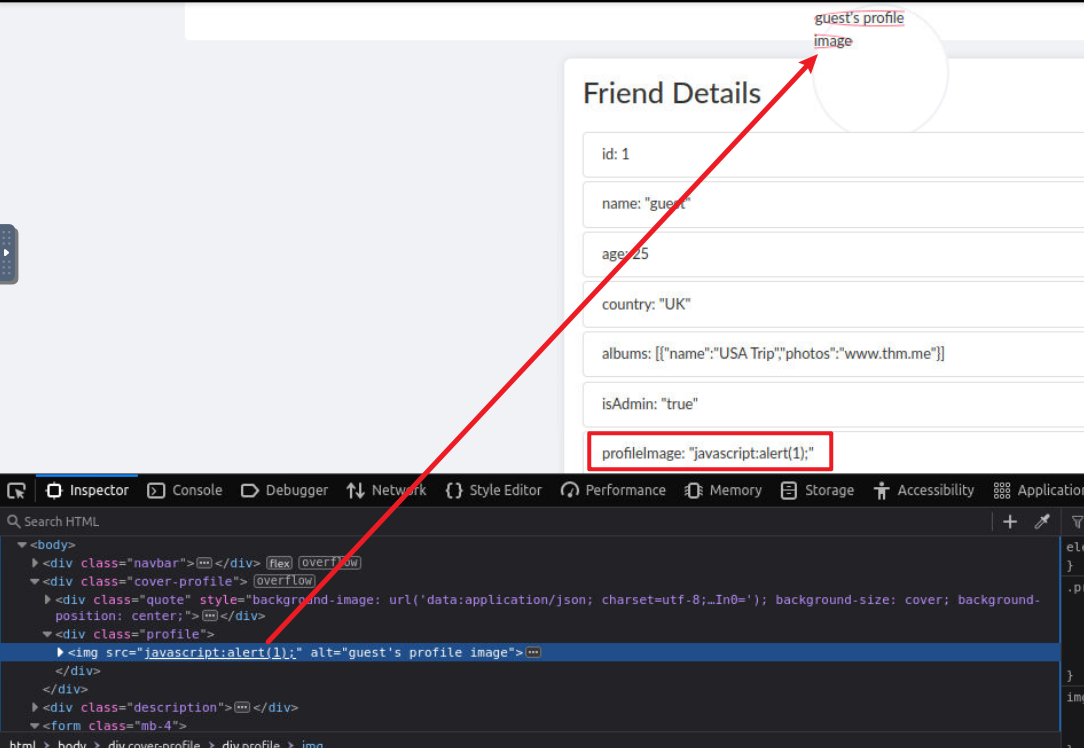 guest's profile
image
Friend Details
id: 1
name: "guest"
age: 25
country: "UK"
albums: [{"name":"USA Trip","photos":"www.thm.me"}]
isAdmin: "true"
profileImage: "javascript:alert(1);"
Inspector Console Debugger Network Style Editor Performance Memory Storage Accessibility Application
Search HTML
<body>
<div class="navbar"></div> flex overflow
<div class="cover-profile"> overflow
<div class="quote" style="background-image: url('data:application/json; charset=utf-8;…In0='); background-size: cover; background-
position: center;"></div>
<div class="profile">
<img src="javascript:alert(1);" alt="guest's profile image">
</div>
</div>
<div class="description"></div>
<form class="mb-4">
html > body > div.cover-profile > div.profile > img
ele
}
.pr
}
img